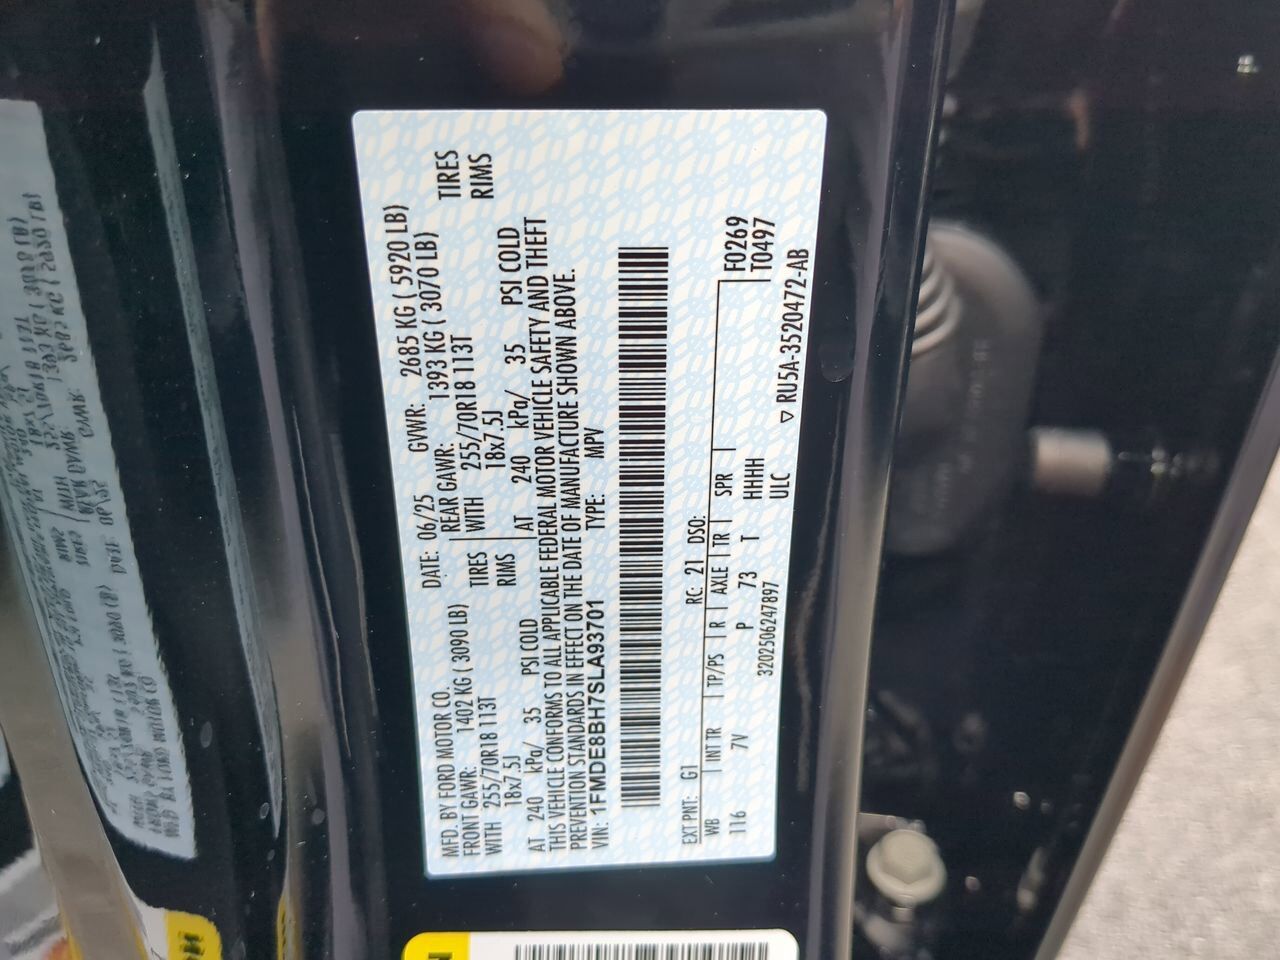 MFD. BY FORD MOTOR CO.
DATE: 06/25 GVWR: 2685 KG ( 5920 LB)
FRONT GAWR: 1402 KG ( 3090 LB) REAR GAWR: 1393 KG ( 3070 LB)
WITH 255/70R18 113T TIRES WITH 255/70R18 113T TIRES
18x7.5J RIMS 18x7.5J RIMS
AT 240 kPa/ 35 PSI COLD AT 240 kPa/ 35 PSI COLD
THIS VEHICLE CONFORMS TO ALL APPLICABLE FEDERAL MOTOR VEHICLE SAFETY AND THEFT
PREVENTION STANDARDS IN EFFECT ON THE DATE OF MANUFACTURE SHOWN ABOVE.
VIN: 1FMDE8BH7SLA93701 TYPE: MPV
EXT PNT: G1 RC: 21 DSO: F0269
WB INT TR TP/PS R AXLE TR SPR T0497
116 7V P 73 T HHHH
3202506247897 ULC
▽ RU5A-3520472-AB